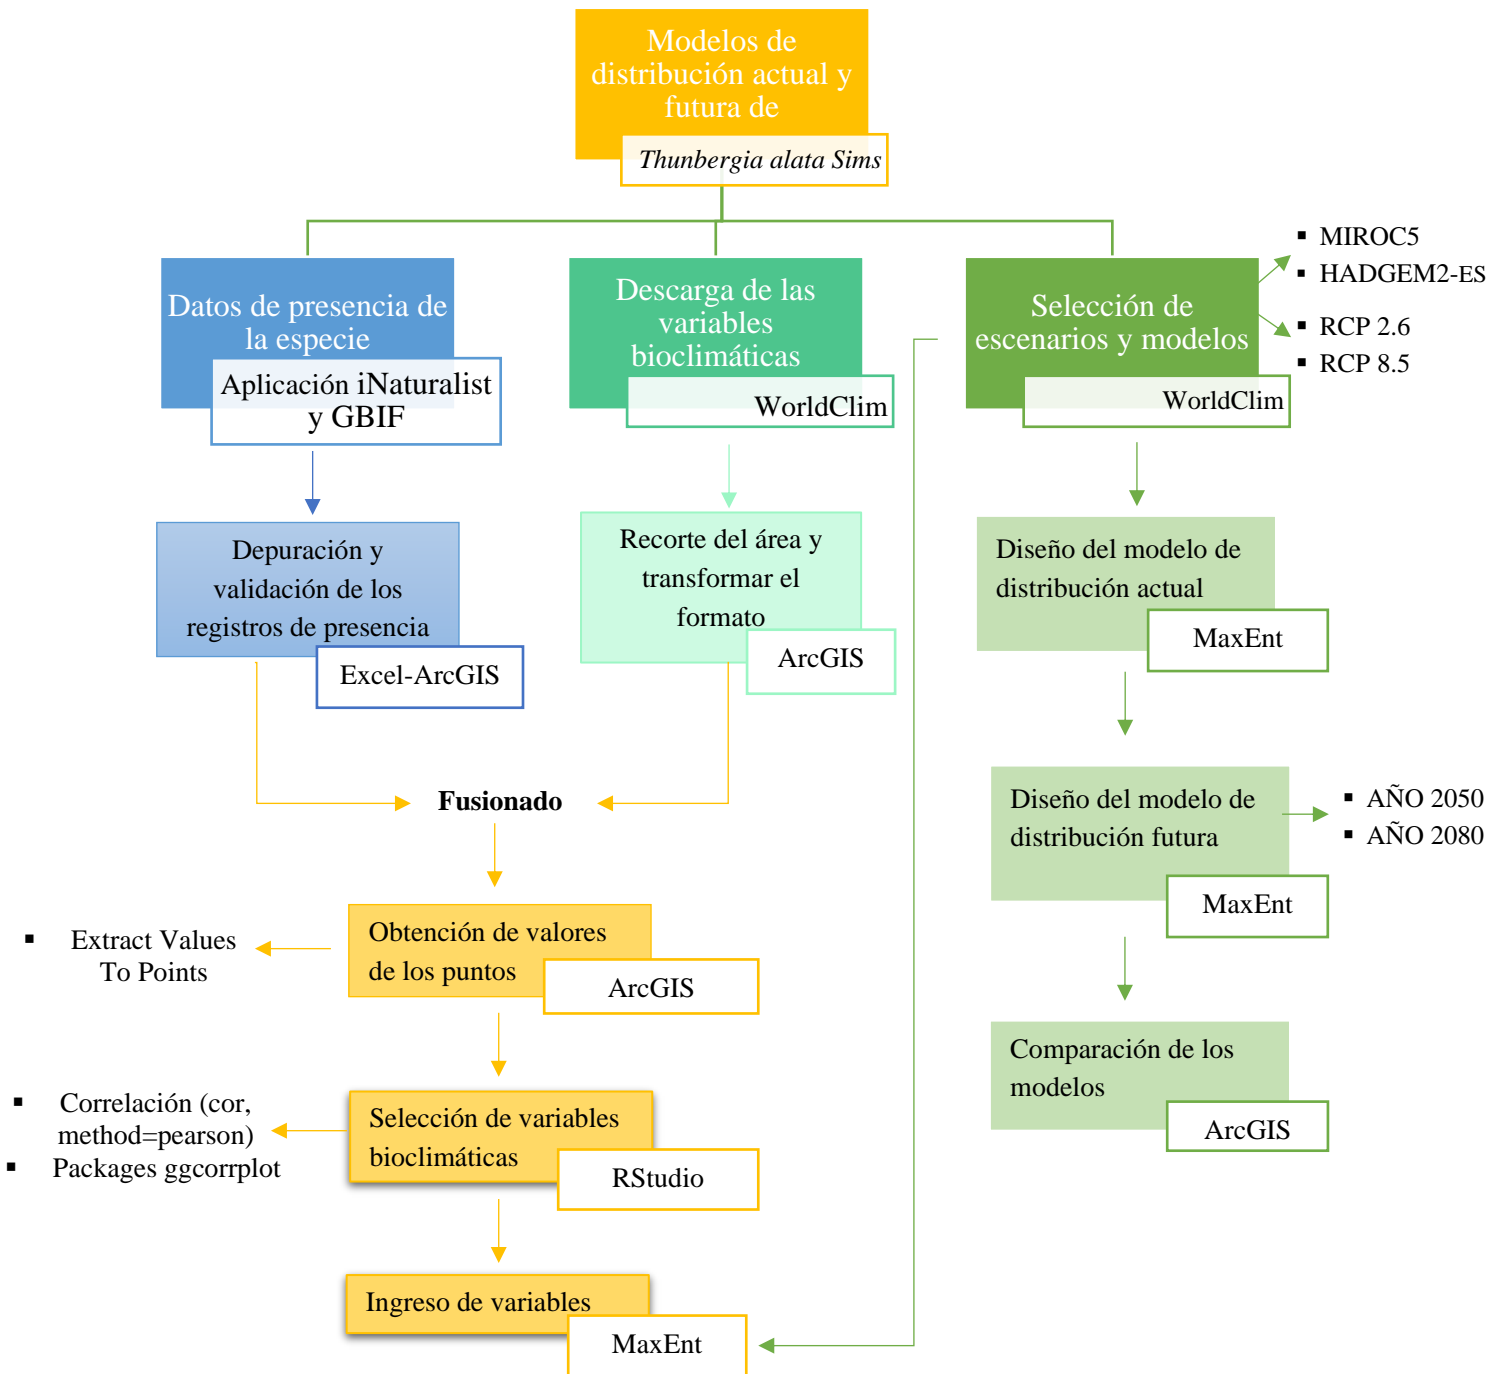 Modelos de
distribución actual y
futura de
Thunbergia alata Sims
Datos de presencia de
la especie
Aplicación iNaturalist
y GBIF
Descarga de las
variables
bioclimáticas
WorldClim
Selección de
escenarios y modelos
WorldClim
▪ MIROC5
▪ HADGEM2-ES
▪ RCP 2.6
▪ RCP 8.5
Depuración y
validación de los
registros de presencia
Excel-ArcGIS
Recorte del área y
transformar el
formato
ArcGIS
Diseño del modelo de
distribución actual
MaxEnt
Fusionado
Diseño del modelo de
distribución futura
MaxEnt
▪ AÑO 2050
▪ AÑO 2080
▪ Extract Values
To Points
Obtención de valores
de los puntos
ArcGIS
Comparación de los
modelos
ArcGIS
▪ Correlación (cor,
method=pearson)
▪ Packages ggcorrplot
Selección de variables
bioclimáticas
RStudio
Ingreso de variables
MaxEnt